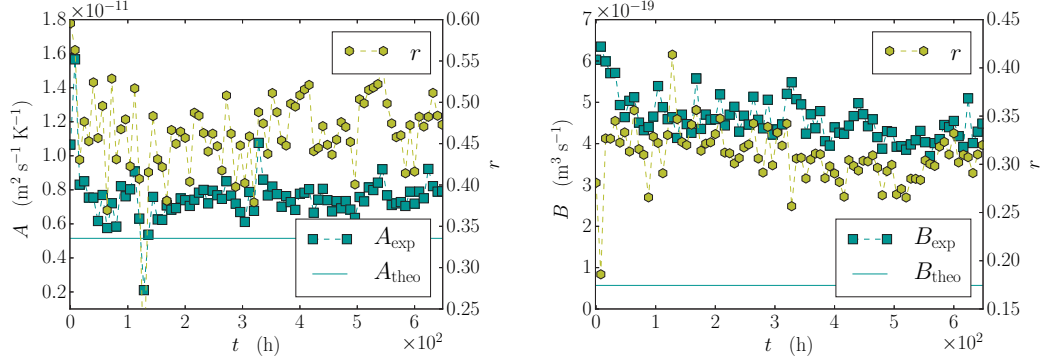 ×10⁻¹¹
1.8
1.6
1.4
1.2
1.0
0.8
0.6
0.4
0.2
A (m² s⁻¹ K⁻¹)
0.60
0.55
0.50
0.45
0.40
0.35
0.30
0.25
r
r
A_exp
A_theo
0 1 2 3 4 5 6
t (h)
×10²
×10⁻¹⁹
7
6
5
4
3
2
1
0
B (m³ s⁻¹)
0.45
0.40
0.35
0.30
0.25
0.20
0.15
r
r
B_exp
B_theo
0 1 2 3 4 5 6
t (h)
×10²